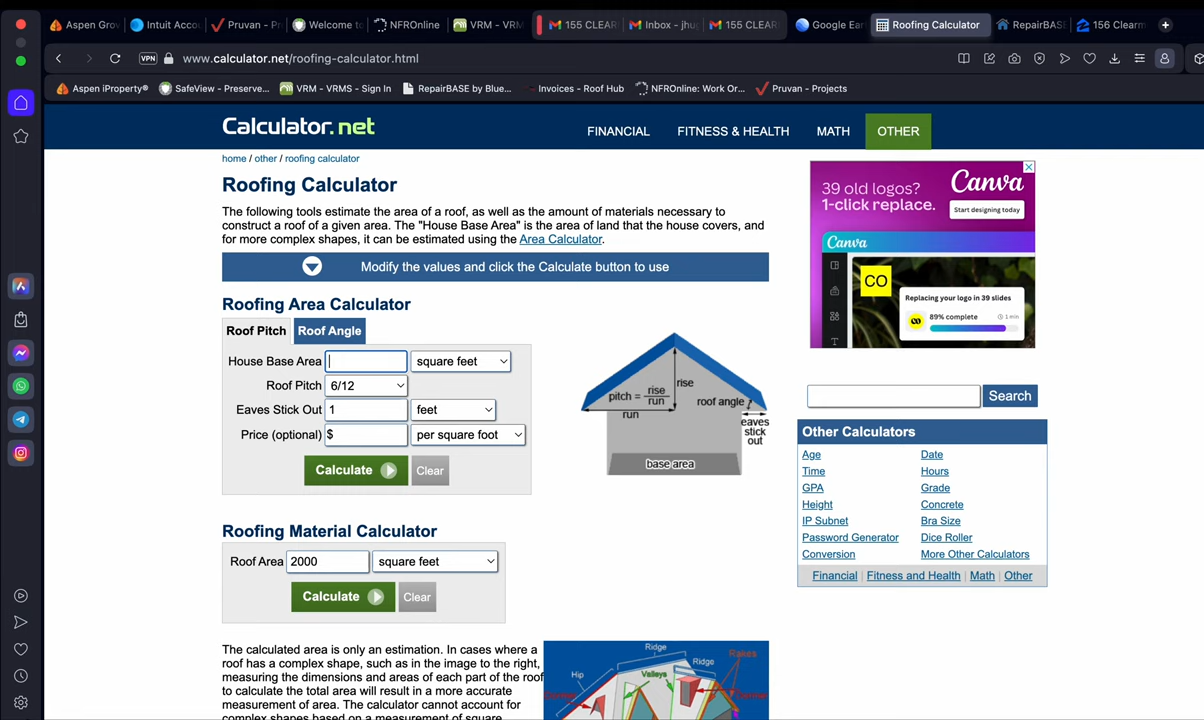 Aspen Grov
Intuit Acco
Pruvan - Pr
Welcome t
NFROnline
VRM - VRM
155 CLEAR
Inbox - jhug
155 CLEAR
Google Ear
Roofing Calculator
RepairBASE
156 Clearm
VPN
www.calculator.net/roofing-calculator.html
Aspen iProperty®
SafeView - Preserve...
VRM - VRMS - Sign In
RepairBASE by Blue...
Invoices - Roof Hub
NFROnline: Work Or...
Pruvan - Projects
Calculator.net
FINANCIAL
FITNESS & HEALTH
MATH
OTHER
home / other / roofing calculator
Roofing Calculator
The following tools estimate the area of a roof, as well as the amount of materials necessary to
construct a roof of a given area. The "House Base Area" is the area of land that the house covers, and
for more complex shapes, it can be estimated using the Area Calculator.
Modify the values and click the Calculate button to use
Roofing Area Calculator
Roof Pitch
Roof Angle
House Base Area
square feet
Roof Pitch 6/12
Eaves Stick Out 1 feet
Price (optional) $ per square foot
Calculate
Clear
rise
pitch = rise
run
run
roof angle
eaves
stick
out
base area
Roofing Material Calculator
Roof Area 2000 square feet
Calculate
Clear
The calculated area is only an estimation. In cases where a
roof has a complex shape, such as in the image to the right,
measuring the dimensions and areas of each part of the roof
to calculate the total area will result in a more accurate
measurement of area. The calculator cannot account for
complex shapes based on a measurement of square
Ridge
Ridge
Rakes
Hip
Valleys
39 old logos?
1-click replace.
Canva
Start designing today
Canva
CO
Replacing your logo in 39 slides
89% complete
1 min
Search
Other Calculators
Age
Date
Time
Hours
GPA
Grade
Height
Concrete
IP Subnet
Bra Size
Password Generator
Dice Roller
Conversion
More Other Calculators
Financial | Fitness and Health | Math | Other